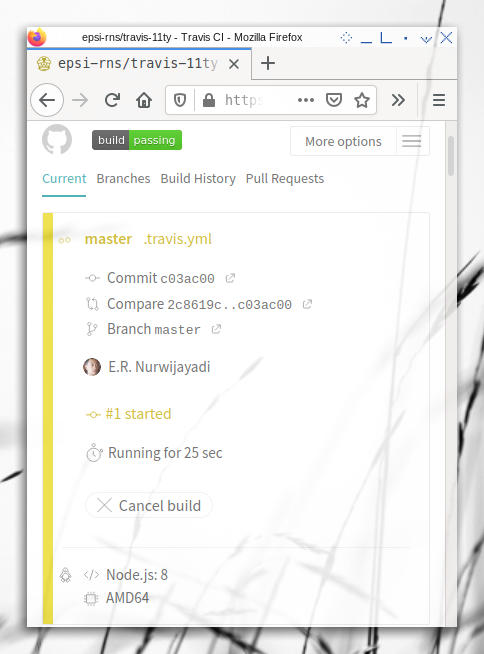 epsi-rns/travis-11ty - Travis CI - Mozilla Firefox
epsi-rns/travis-11ty
https
build passing
More options
Current Branches Build History Pull Requests
master .travis.yml
Commit c03ac00
Compare 2c8619c..c03ac00
Branch master
E.R. Nurwijayadi
#1 started
Running for 25 sec
Cancel build
</> Node.js: 8
AMD64